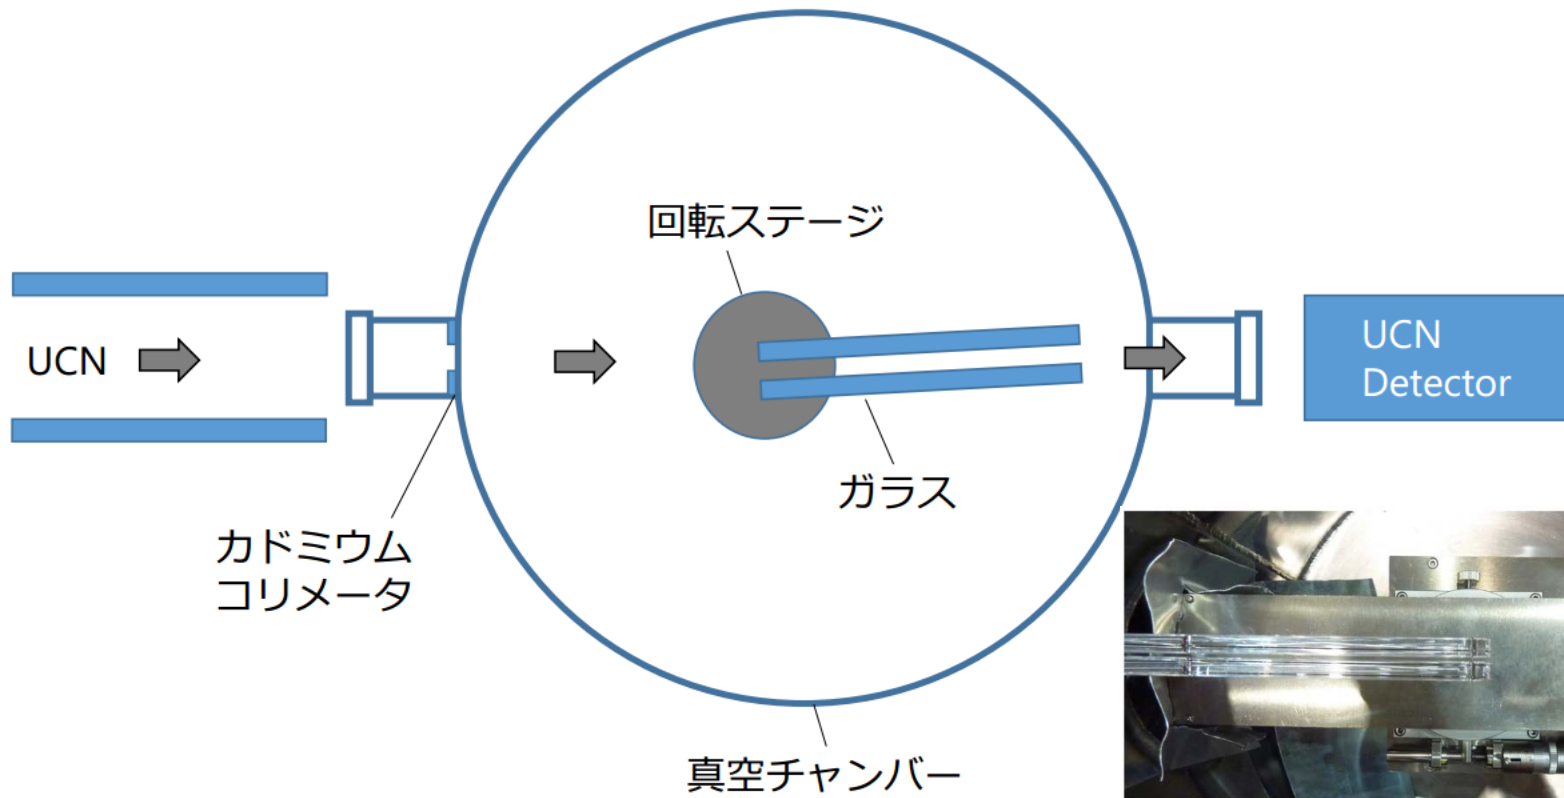 回転ステージ
UCN
UCN
Detector
ガラス
カドミウム
コリメータ
真空チャンバー